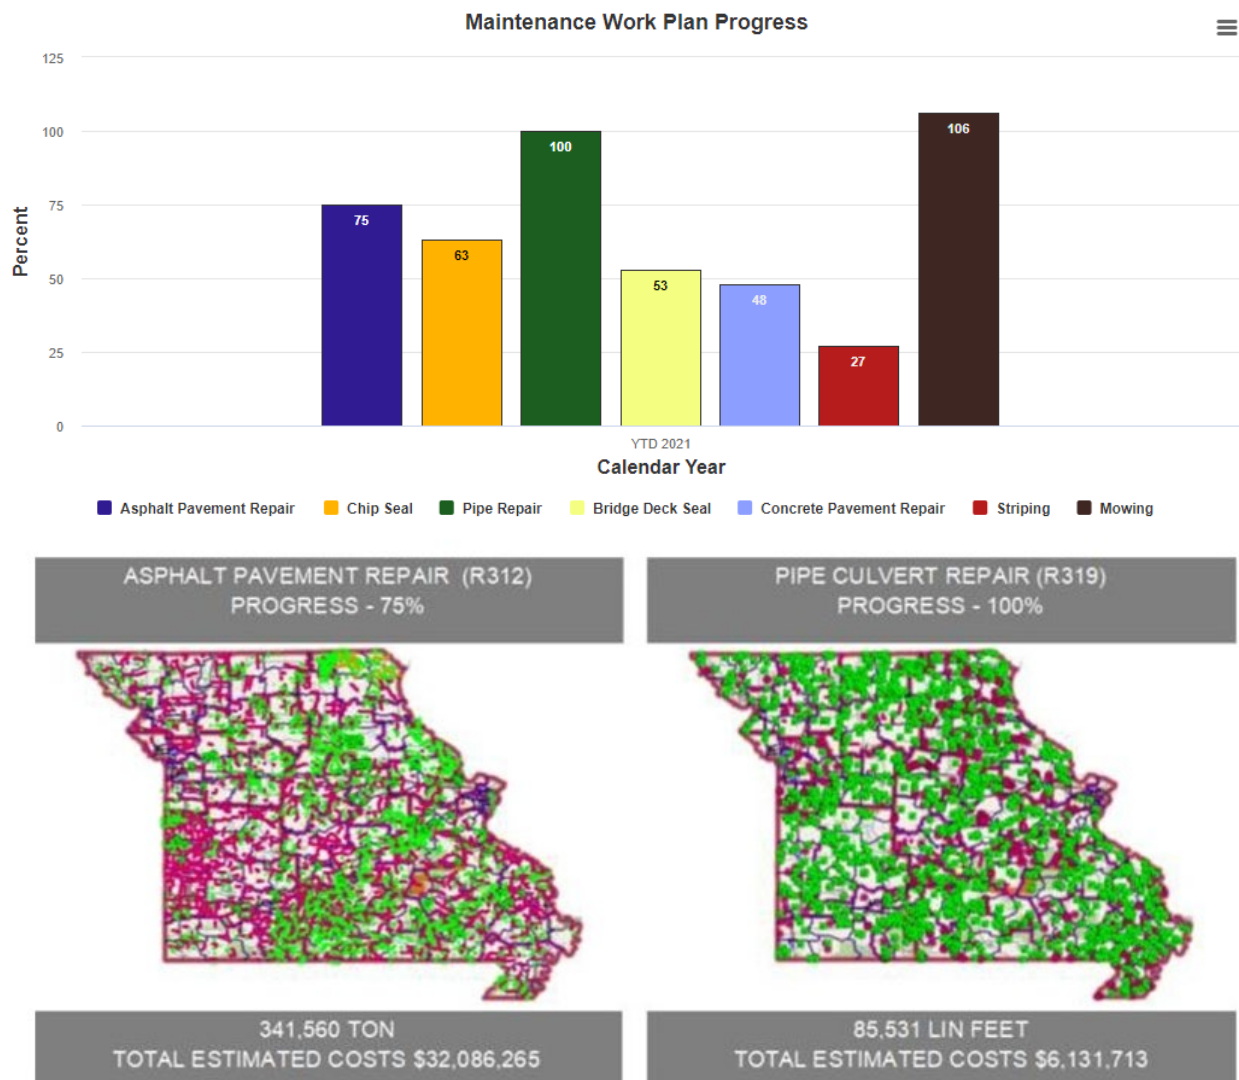 Maintenance Work Plan Progress
125
100
75
50
25
0
Percent
75
63
100
53
48
27
106
YTD 2021
Calendar Year
Asphalt Pavement Repair Chip Seal Pipe Repair Bridge Deck Seal Concrete Pavement Repair Striping Mowing
ASPHALT PAVEMENT REPAIR (R312)
PROGRESS - 75%
PIPE CULVERT REPAIR (R319)
PROGRESS - 100%
341,560 TON
TOTAL ESTIMATED COSTS $32,086,265
85,531 LIN FEET
TOTAL ESTIMATED COSTS $6,131,713